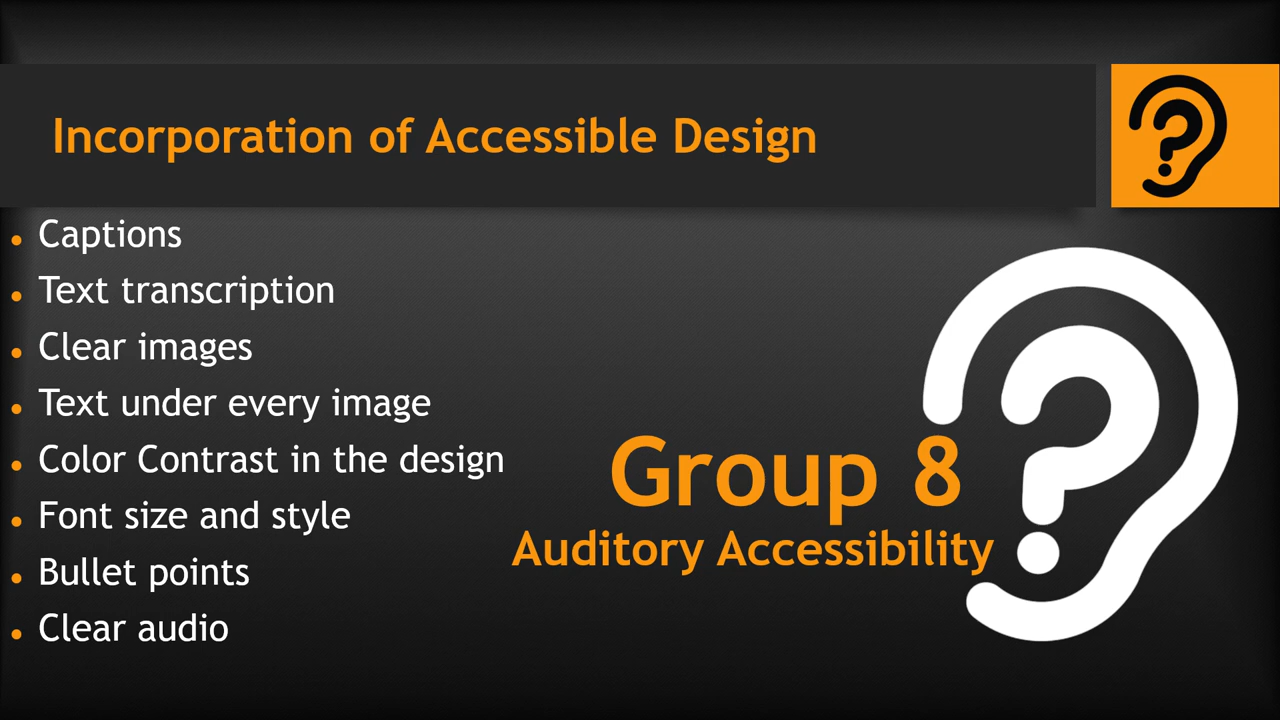 Incorporation of Accessible Design
• Captions
• Text transcription
• Clear images
• Text under every image
• Color Contrast in the design
• Font size and style
• Bullet points
• Clear audio
Group 8
Auditory Accessibility